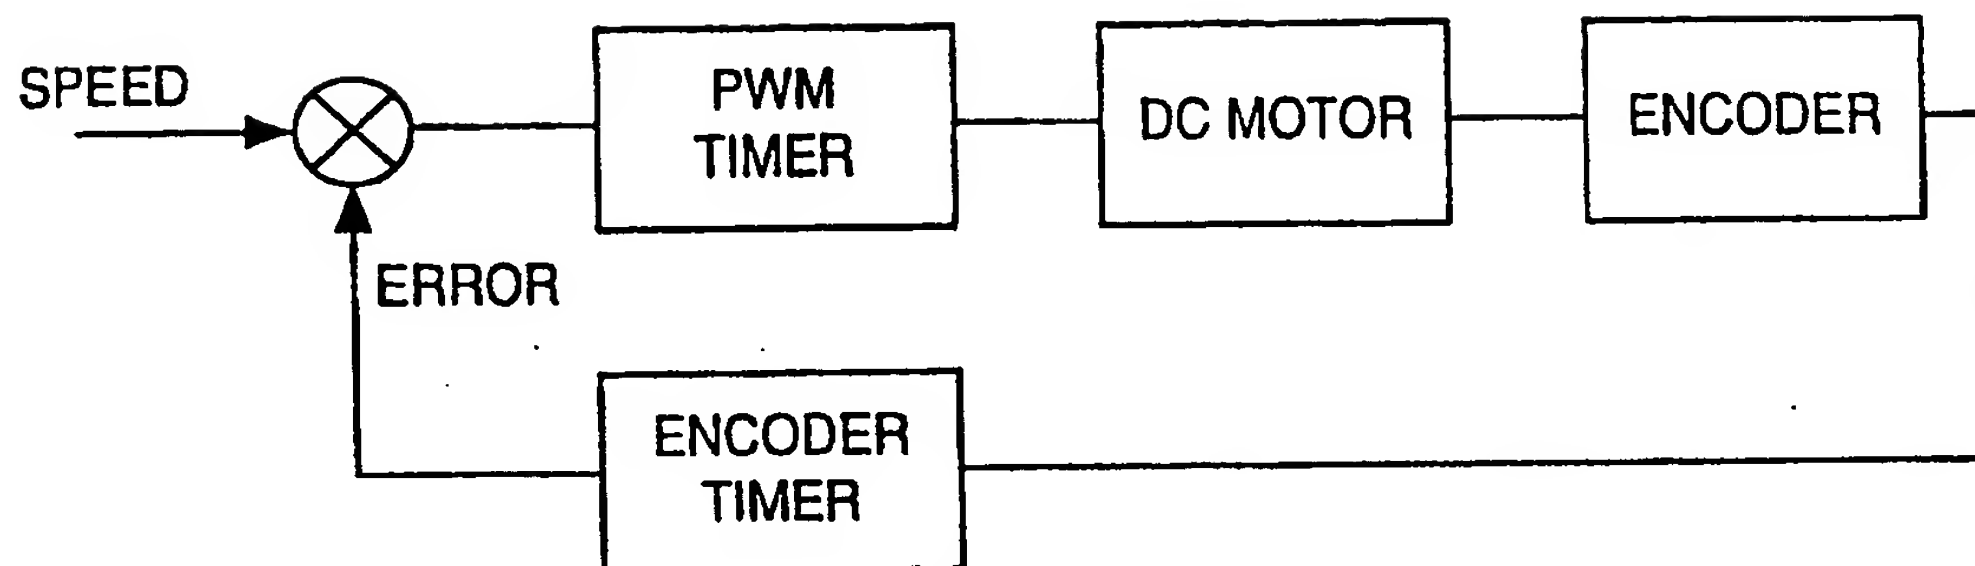 SPEED
PWM
TIMER
DC MOTOR
ENCODER
ERROR
ENCODER
TIMER